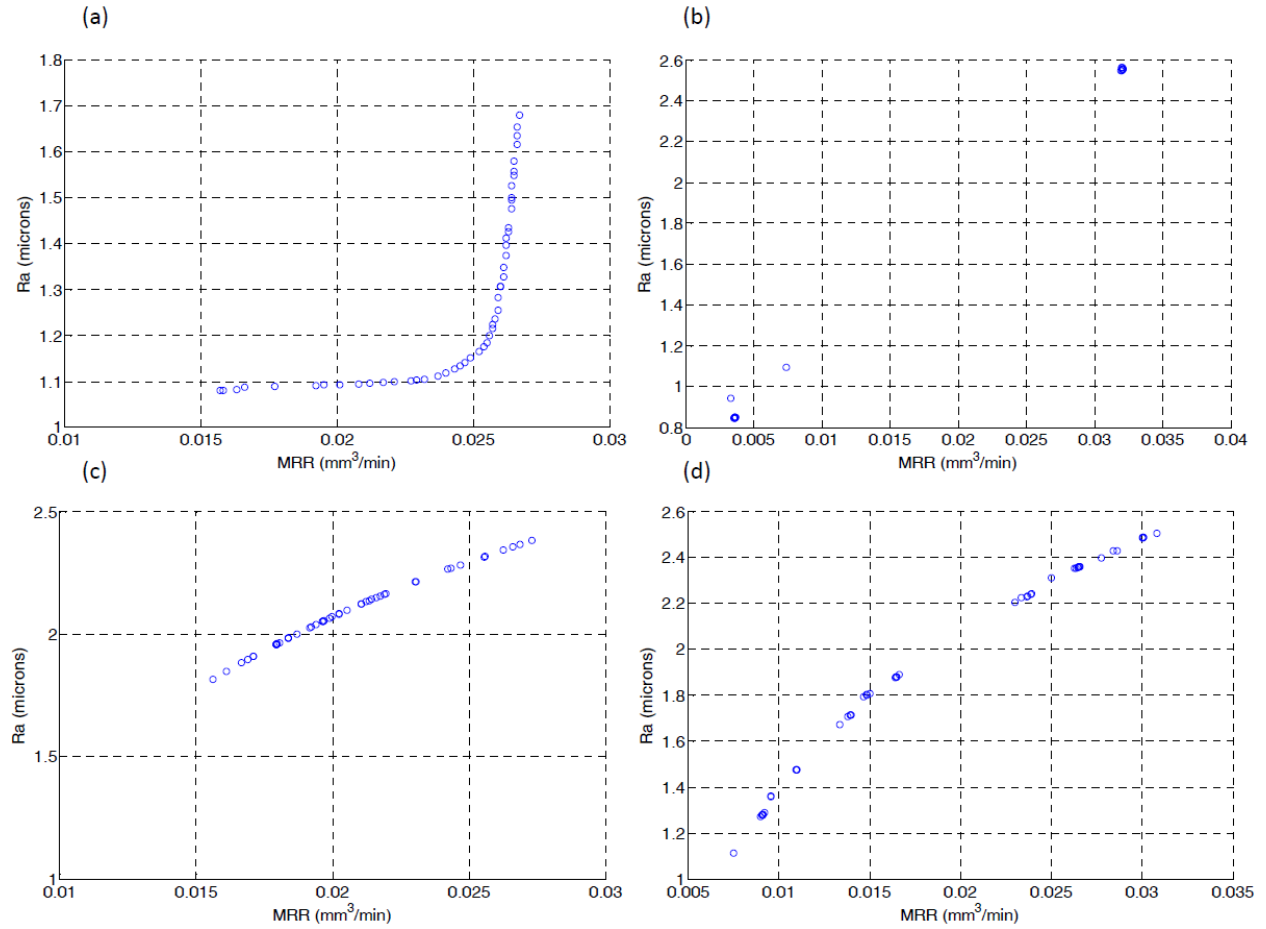 (a)
1.8
1.7
1.6
1.5
1.4
1.3
1.2
1.1
1
Ra (microns)
0.01 0.015 0.02 0.025 0.03
MRR (mm³/min)
(b)
2.6
2.4
2.2
2
1.8
1.6
1.4
1.2
1
0.8
Ra (microns)
0 0.005 0.01 0.015 0.02 0.025 0.03 0.035 0.04
MRR (mm³/min)
(c)
2.5
2
1.5
1
Ra (microns)
0.01 0.015 0.02 0.025 0.03
MRR (mm³/min)
(d)
2.6
2.4
2.2
2
1.8
1.6
1.4
1.2
1
Ra (microns)
0.005 0.01 0.015 0.02 0.025 0.03 0.035
MRR (mm³/min)